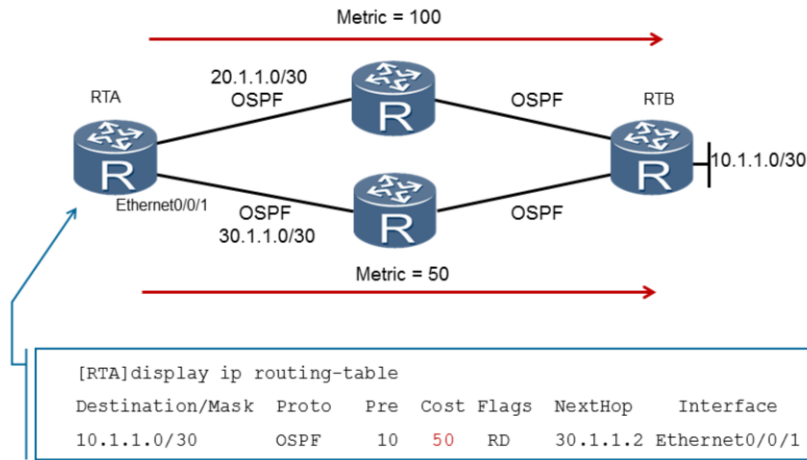 Metric = 100
20.1.1.0/30
OSPF
OSPF
RTA
RTB
R
R
R
R
10.1.1.0/30
Ethernet0/0/1
OSPF
30.1.1.0/30
OSPF
Metric = 50
[RTA]display ip routing-table
Destination/Mask Proto Pre Cost Flags NextHop Interface
10.1.1.0/30 OSPF 10 50 RD 30.1.1.2 Ethernet0/0/1